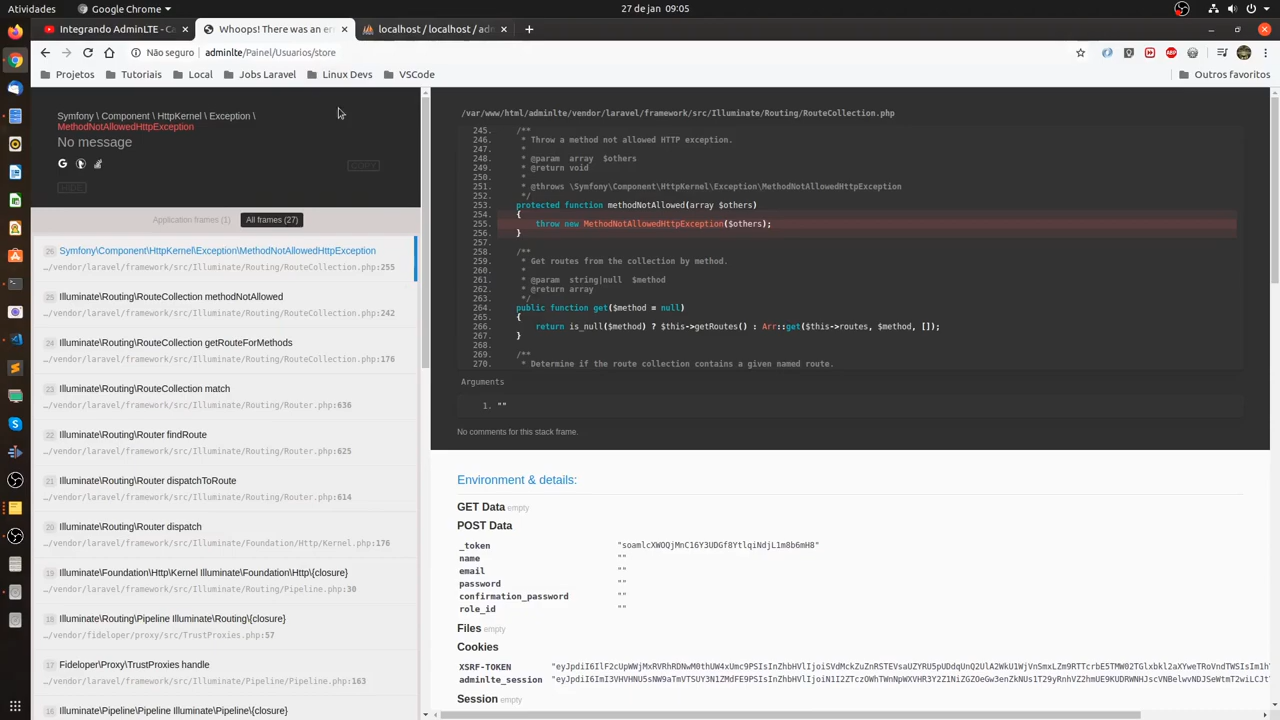 Atividades Google Chrome 27 de jan 09:05
Integrando AdminLTE - Ca
Whoops! There was an err
localhost / localhost / ad
Não seguro adminlte/Painel/Usuarios/store
Projetos Tutoriais Local Jobs Laravel Linux Devs VSCode Outros favoritos
Symfony \ Component \ HttpKernel \ Exception \
MethodNotAllowedHttpException
No message
COPY
HIDE
Application frames (1) All frames (27)
26 Symfony\Component\HttpKernel\Exception\MethodNotAllowedHttpException
…/vendor/laravel/framework/src/Illuminate/Routing/RouteCollection.php:255
25 Illuminate\Routing\RouteCollection methodNotAllowed
…/vendor/laravel/framework/src/Illuminate/Routing/RouteCollection.php:242
24 Illuminate\Routing\RouteCollection getRouteForMethods
…/vendor/laravel/framework/src/Illuminate/Routing/RouteCollection.php:176
23 Illuminate\Routing\RouteCollection match
…/vendor/laravel/framework/src/Illuminate/Routing/Router.php:636
22 Illuminate\Routing\Router findRoute
…/vendor/laravel/framework/src/Illuminate/Routing/Router.php:625
21 Illuminate\Routing\Router dispatchToRoute
…/vendor/laravel/framework/src/Illuminate/Routing/Router.php:614
20 Illuminate\Routing\Router dispatch
…/vendor/laravel/framework/src/Illuminate/Foundation/Http/Kernel.php:176
19 Illuminate\Foundation\Http\Kernel Illuminate\Foundation\Http\{closure}
…/vendor/laravel/framework/src/Illuminate/Routing/Pipeline.php:30
18 Illuminate\Routing\Pipeline Illuminate\Routing\{closure}
…/vendor/fideloper/proxy/src/TrustProxies.php:57
17 Fideloper\Proxy\TrustProxies handle
…/vendor/laravel/framework/src/Illuminate/Pipeline/Pipeline.php:163
16 Illuminate\Pipeline\Pipeline Illuminate\Pipeline\{closure}
/var/www/html/adminlte/vendor/laravel/framework/src/Illuminate/Routing/RouteCollection.php
245. /**
246. * Throw a method not allowed HTTP exception.
247. *
248. * @param array $others
249. * @return void
250. *
251. * @throws \Symfony\Component\HttpKernel\Exception\MethodNotAllowedHttpException
252. */
253. protected function methodNotAllowed(array $others)
254. {
255. throw new MethodNotAllowedHttpException($others);
256. }
257.
258. /**
259. * Get routes from the collection by method.
260. *
261. * @param string|null $method
262. * @return array
263. */
264. public function get($method = null)
265. {
266. return is_null($method) ? $this->getRoutes() : Arr::get($this->routes, $method, []);
267. }
268.
269. /**
270. * Determine if the route collection contains a given named route.
Arguments
1. ""
No comments for this stack frame.
Environment & details:
GET Data empty
POST Data
_token "soamlcXWOQjMnC16Y3UDGf8YtlqiNdjL1m8b6mH8"
name ""
email ""
password ""
confirmation_password ""
role_id ""
Files empty
Cookies
XSRF-TOKEN
adminlte_session
Session empty